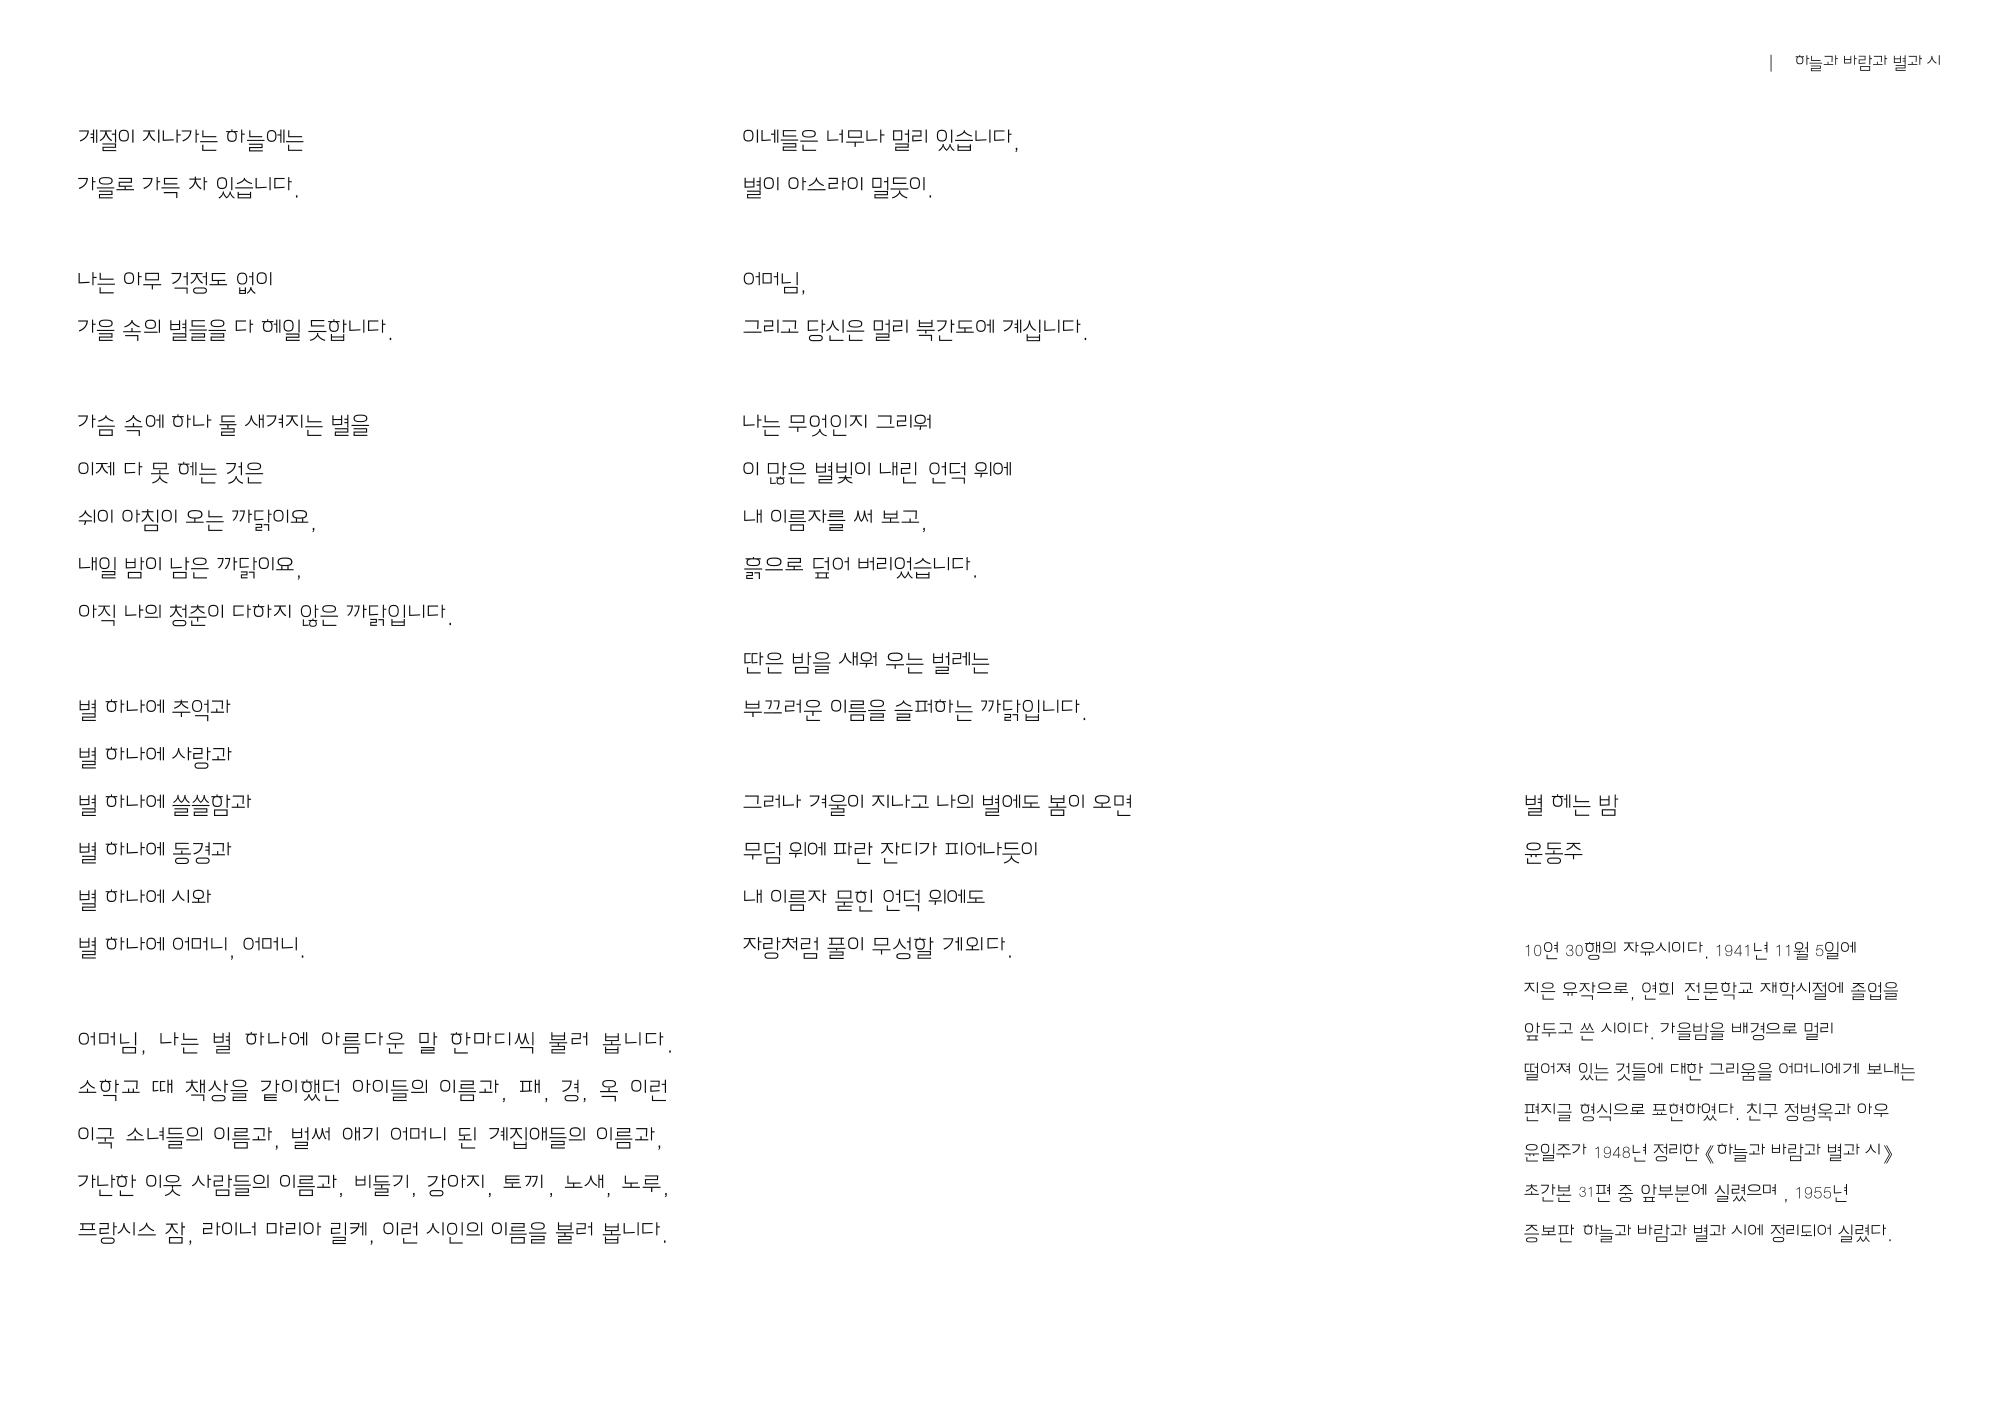 하늘과 바람과 별과 시
계절이 지나가는 하늘에는
가을로 가득 차 있습니다.
나는 아무 걱정도 없이
가을 속의 별들을 다 헤일 듯합니다.
가슴 속에 하나 둘 새겨지는 별을
이제 다 못 헤는 것은
쉬이 아침이 오는 까닭이요,
내일 밤이 남은 까닭이요,
아직 나의 청춘이 다하지 않은 까닭입니다.
별 하나에 추억과
별 하나에 사랑과
별 하나에 쓸쓸함과
별 하나에 동경과
별 하나에 시와
별 하나에 어머니, 어머니.
어머님, 나는 별 하나에 아름다운 말 한마디씩 불러 봅니다.
소학교 때 책상을 같이했던 아이들의 이름과, 패, 경, 옥 이런
이국 소녀들의 이름과, 벌써 애기 어머니 된 계집애들의 이름과,
가난한 이웃 사람들의 이름과, 비둘기, 강아지, 토끼, 노새, 노루,
프랑시스 잠, 라이너 마리아 릴케, 이런 시인의 이름을 불러 봅니다.
이네들은 너무나 멀리 있습니다,
별이 아스라이 멀듯이.
어머님,
그리고 당신은 멀리 북간도에 계십니다.
나는 무엇인지 그리워
이 많은 별빛이 내린 언덕 위에
내 이름자를 써 보고,
흙으로 덮어 버리었습니다.
딴은 밤을 새워 우는 벌레는
부끄러운 이름을 슬퍼하는 까닭입니다.
그러나 겨울이 지나고 나의 별에도 봄이 오면
무덤 위에 파란 잔디가 피어나듯이
내 이름자 묻힌 언덕 위에도
자랑처럼 풀이 무성할 게외다.
별 헤는 밤
윤동주
10연 30행의 자유시이다. 1941년 11월 5일에
지은 유작으로, 연희 전문학교 재학시절에 졸업을
앞두고 쓴 시이다. 가을밤을 배경으로 멀리
떨어져 있는 것들에 대한 그리움을 어머니에게 보내는
편지글 형식으로 표현하였다. 친구 정병욱과 아우
윤일주가 1948년 정리한 《하늘과 바람과 별과 시》
초간본 31편 중 앞부분에 실렸으며 , 1955년
증보판 하늘과 바람과 별과 시에 정리되어 실렸다.